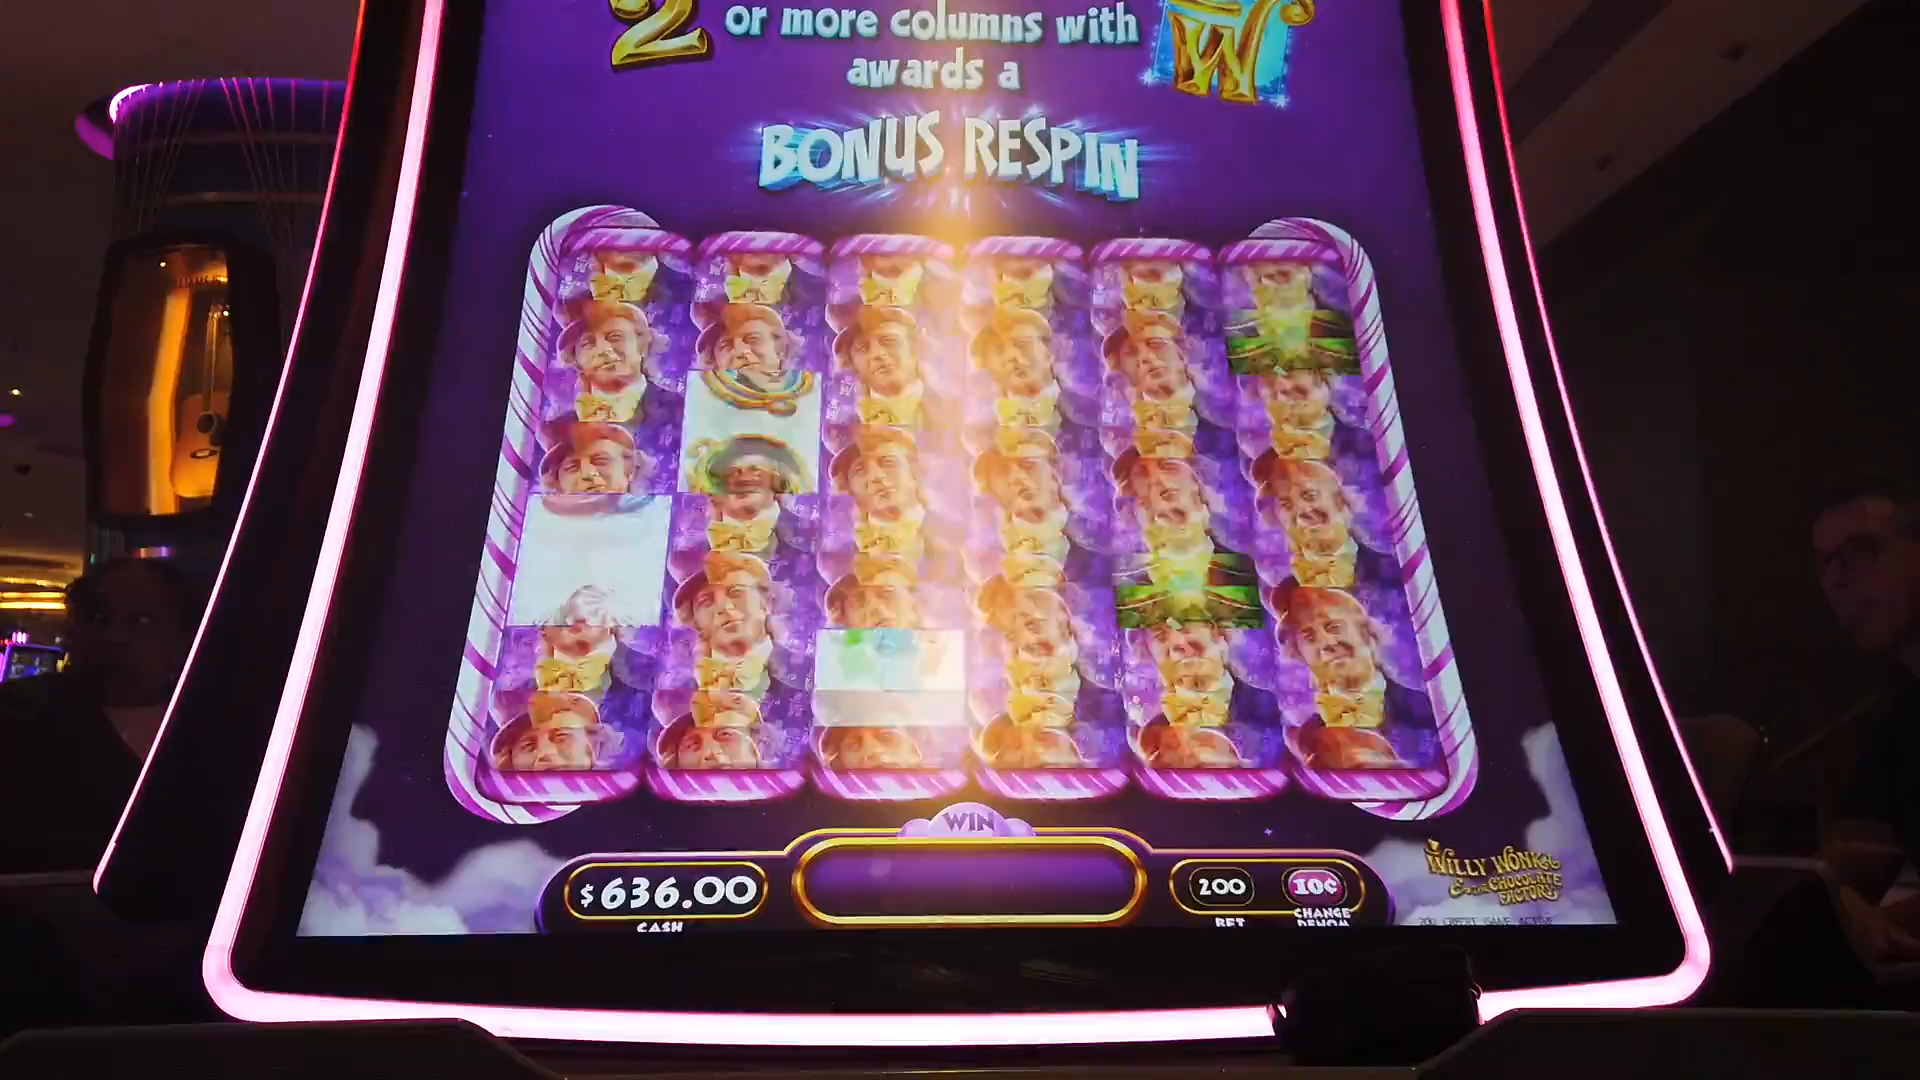 2 or more columns with W
awards a
BONUS RESPIN
WIN
$636.00
CASH
200
BET
10¢
CHANGE
DENOM
WILLY WONKA
& THE CHOCOLATE
FACTORY